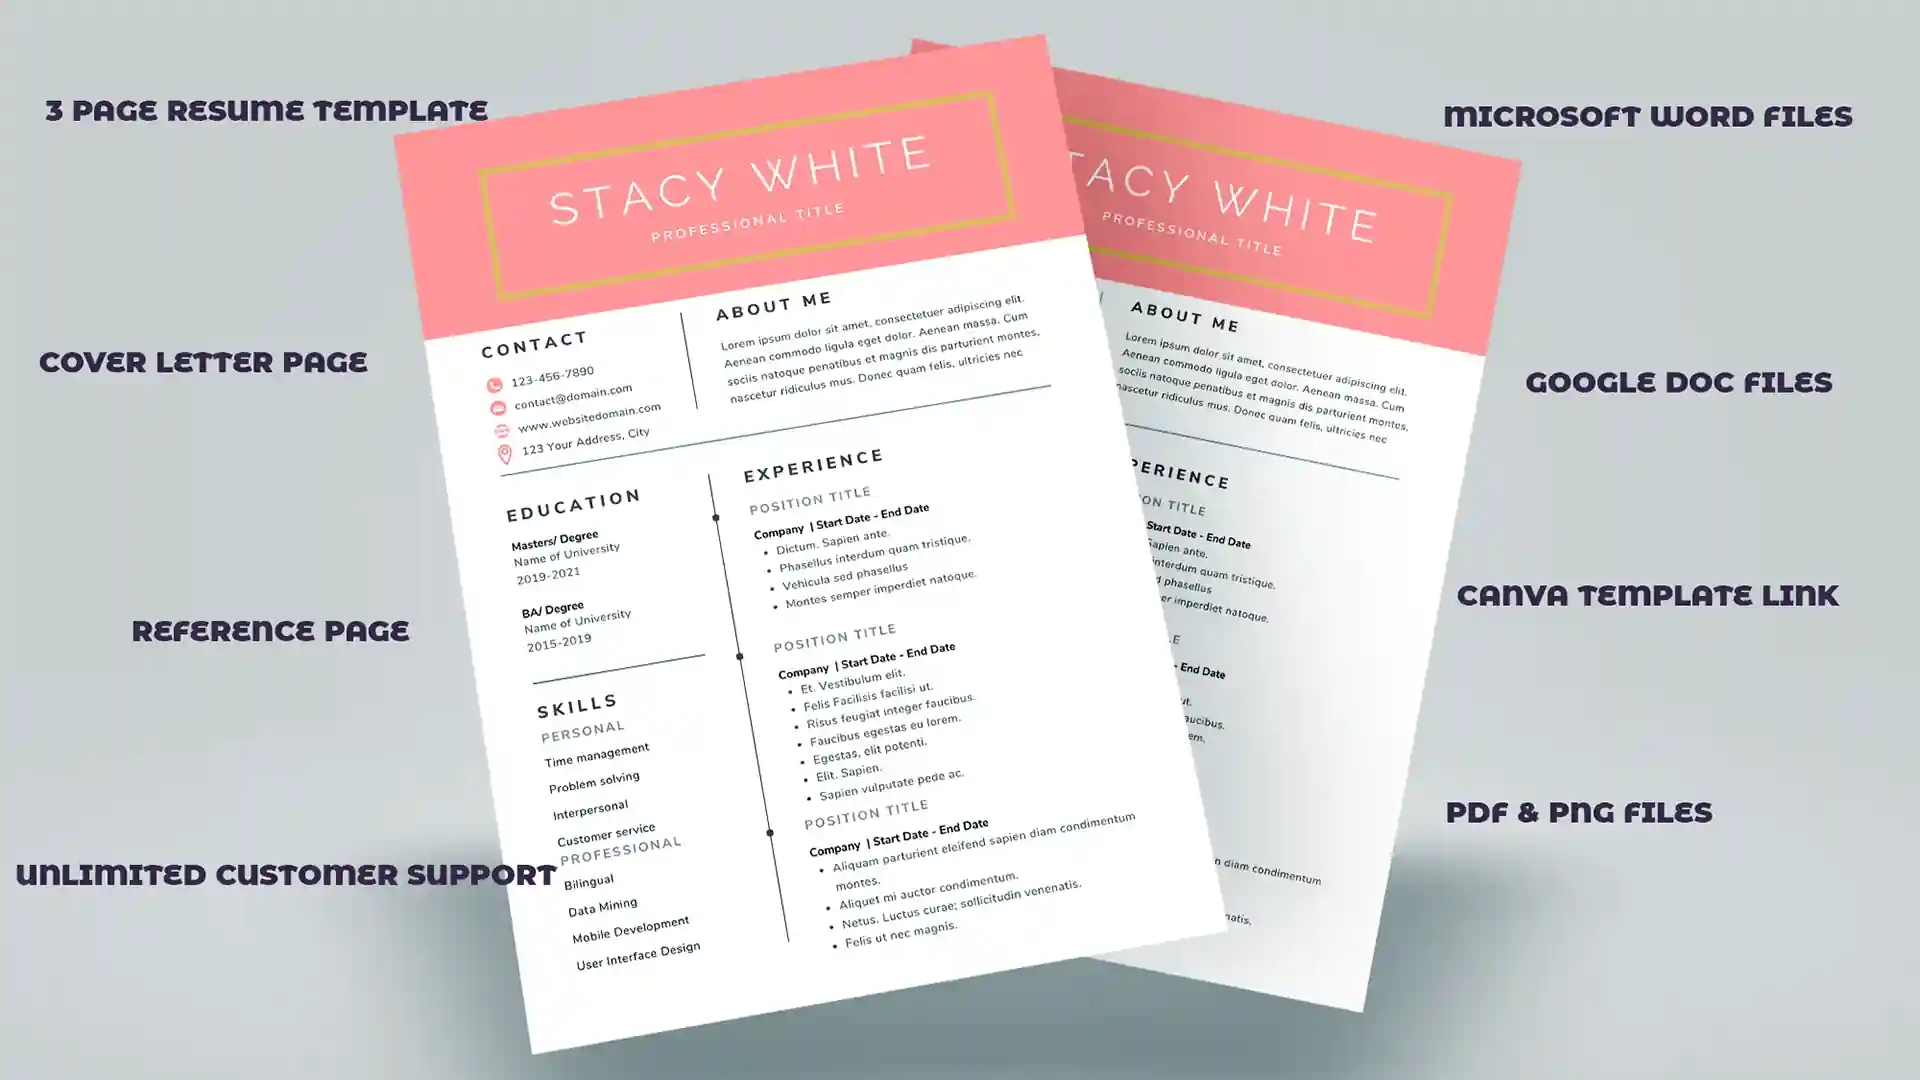 3 PAGE RESUME TEMPLATE
COVER LETTER PAGE
REFERENCE PAGE
UNLIMITED CUSTOMER SUPPORT
STACY WHITE
PROFESSIONAL TITLE
CONTACT
123-456-7890
contact@domain.com
www.websitedomain.com
123 Your Address, City
ABOUT ME
Lorem ipsum dolor sit amet, consectetuer adipiscing elit.
Aenean commodo ligula eget dolor. Aenean massa. Cum
sociis natoque penatibus et magnis dis parturient montes,
nascetur ridiculus mus. Donec quam felis, ultricies nec
EDUCATION
Masters/ Degree
Name of University
2019-2021
BA/ Degree
Name of University
2015-2019
SKILLS
PERSONAL
Time management
Problem solving
Interpersonal
Customer service
PROFESSIONAL
Bilingual
Data Mining
Mobile Development
User Interface Design
EXPERIENCE
POSITION TITLE
Company | Start Date - End Date
• Dictum. Sapien ante.
• Phasellus interdum quam tristique.
• Vehicula sed phasellus
• Montes semper imperdiet natoque.
POSITION TITLE
Company | Start Date - End Date
• Et. Vestibulum elit.
• Felis Facilisis facilisi ut.
• Risus feugiat integer faucibus.
• Faucibus egestas eu lorem.
• Egestas, elit potenti.
• Elit. Sapien.
• Sapien vulputate pede ac.
POSITION TITLE
Company | Start Date - End Date
• Aliquam parturient eleifend sapien diam condimentum
montes.
• Aliquet mi auctor condimentum.
• Netus. Luctus curae; sollicitudin venenatis.
• Felis ut nec magnis.
TACY WHITE
PROFESSIONAL TITLE
ABOUT ME
Lorem ipsum dolor sit amet, consectetuer adipiscing elit.
Aenean commodo ligula eget dolor. Aenean massa. Cum
sociis natoque penatibus et magnis dis parturient montes,
nascetur ridiculus mus. Donec quam felis, ultricies nec
PERIENCE
ON TITLE
Start Date - End Date
Sapien ante.
interdum quam tristique.
d phasellus
er imperdiet natoque.
LE
- End Date
ut.
aucibus.
em.
n diam condimentum
natis.
MICROSOFT WORD FILES
GOOGLE DOC FILES
CANVA TEMPLATE LINK
PDF & PNG FILES